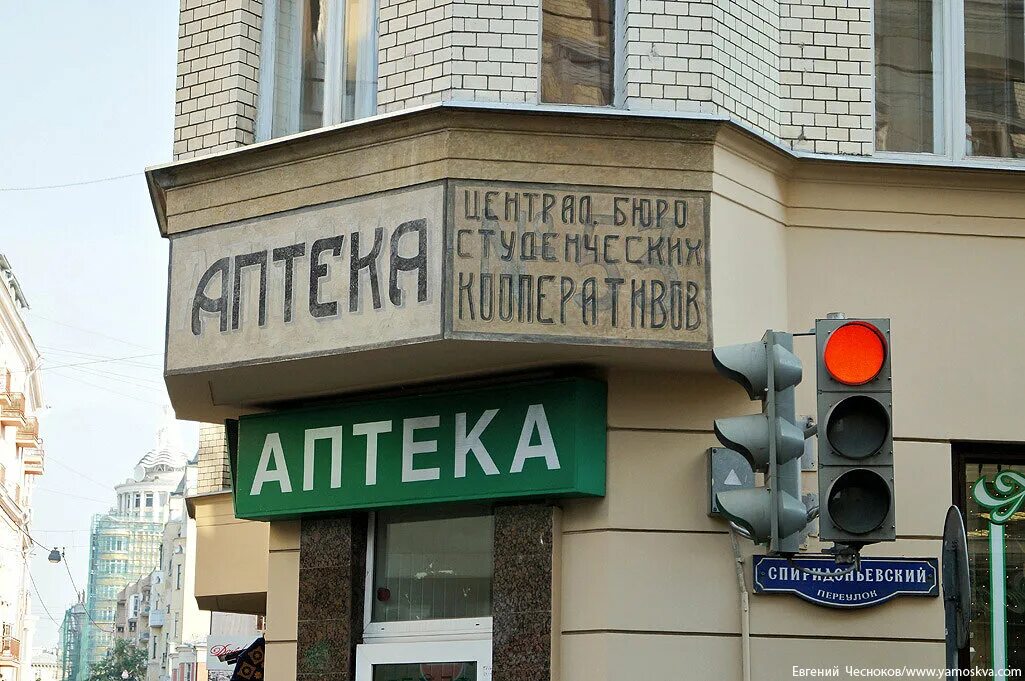 АПТЕКА
ЦЕНТРАЛ. БЮРО
СТУДЕНЧЕСКИХ
КООПЕРАТИВОВ
АПТЕКА
СПИРИДОНЬЕВСКИЙ
ПЕРЕУЛОК
Евгений Чесноков/www.yamoskva.com